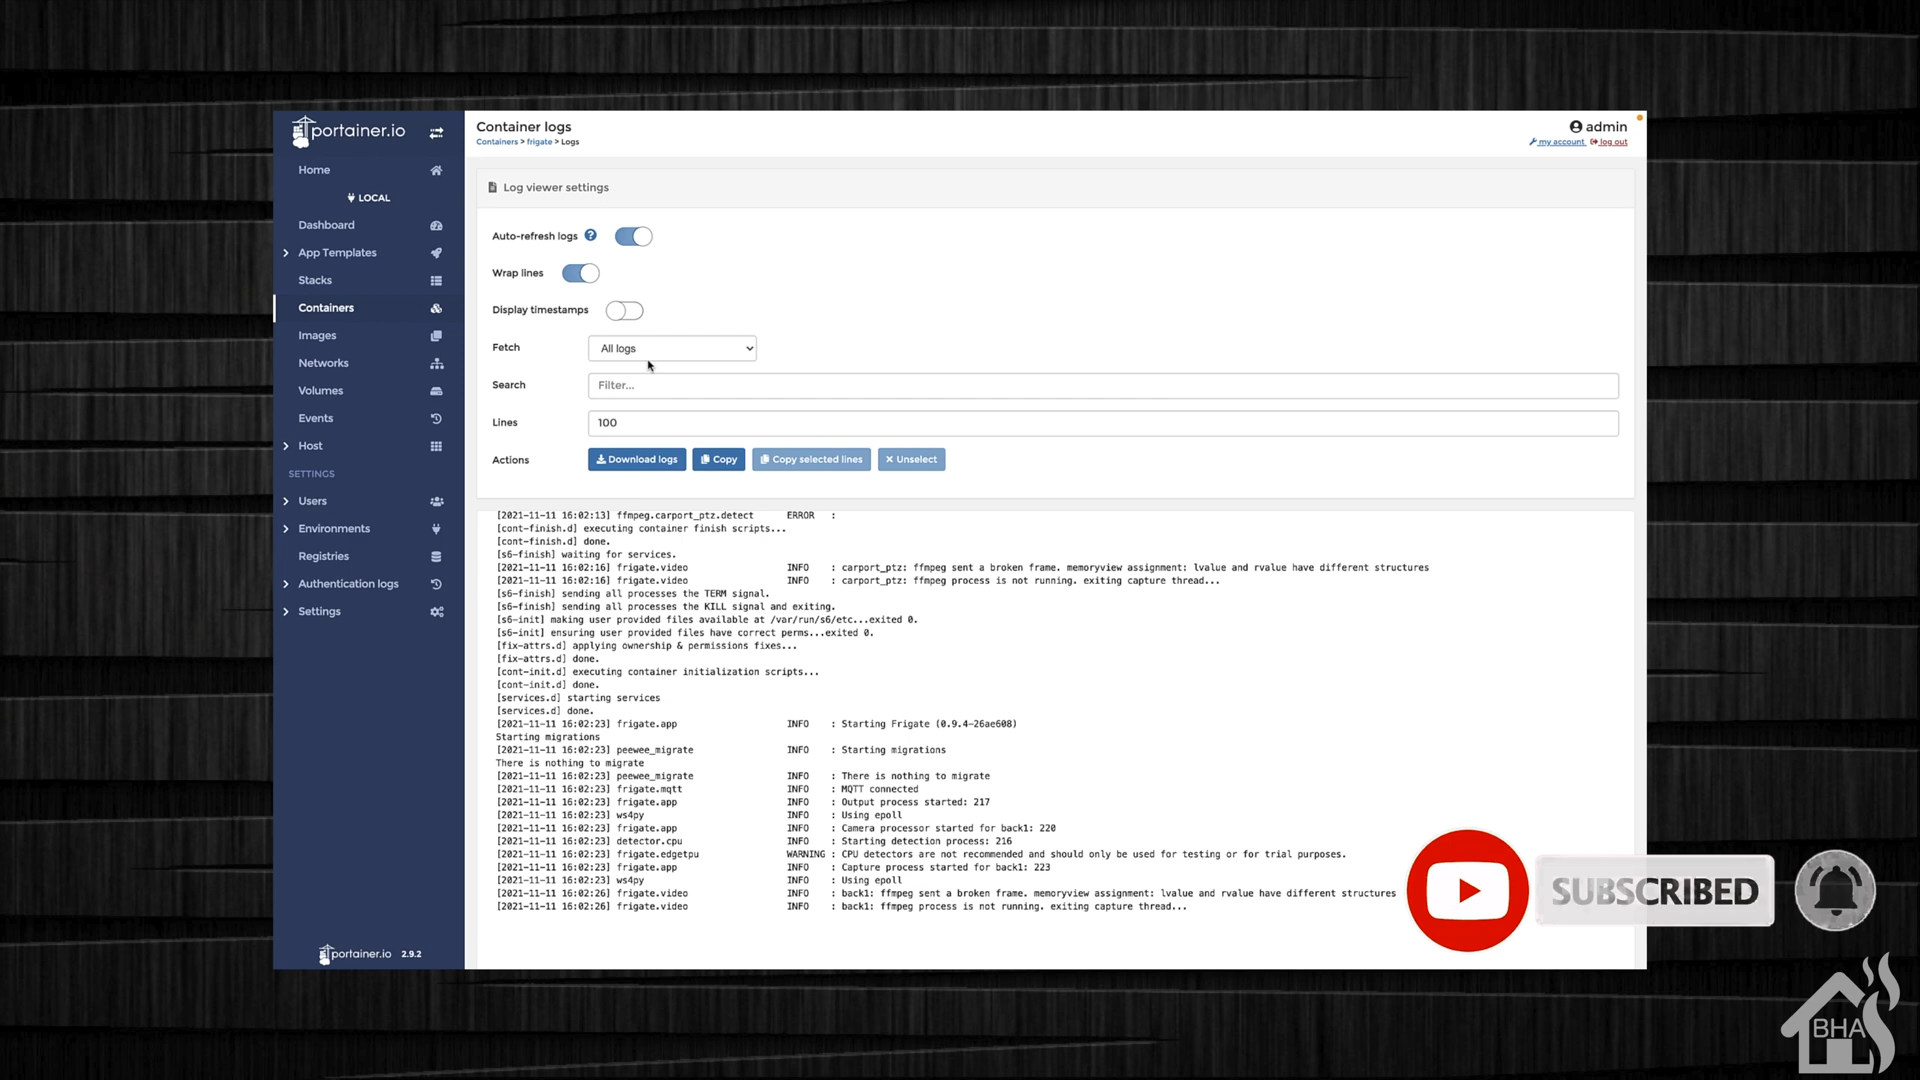 portainer.io
Home
LOCAL
Dashboard
App Templates
Stacks
Containers
Images
Networks
Volumes
Events
Host
SETTINGS
Users
Environments
Registries
Authentication logs
Settings
portainer.io 2.9.2
Container logs
Containers > frigate > Logs
admin
my account log out
Log viewer settings
Auto-refresh logs
Wrap lines
Display timestamps
Fetch All logs
Search Filter...
Lines 100
Actions Download logs Copy Copy selected lines Unselect
[2021-11-11 16:02:13] ffmpeg.carport_ptz.detect ERROR :
[cont-finish.d] executing container finish scripts...
[cont-finish.d] done.
[s6-finish] waiting for services.
[2021-11-11 16:02:16] frigate.video INFO : carport_ptz: ffmpeg sent a broken frame. memoryview assignment: lvalue and rvalue have different structures
[2021-11-11 16:02:16] frigate.video INFO : carport_ptz: ffmpeg process is not running. exiting capture thread...
[s6-finish] sending all processes the TERM signal.
[s6-finish] sending all processes the KILL signal and exiting.
[s6-init] making user provided files available at /var/run/s6/etc...exited 0.
[s6-init] ensuring user provided files have correct perms...exited 0.
[fix-attrs.d] applying ownership & permissions fixes...
[fix-attrs.d] done.
[cont-init.d] executing container initialization scripts...
[cont-init.d] done.
[services.d] starting services
[services.d] done.
[2021-11-11 16:02:23] frigate.app INFO : Starting Frigate (0.9.4-26ae608)
Starting migrations
[2021-11-11 16:02:23] peewee_migrate INFO : Starting migrations
There is nothing to migrate
[2021-11-11 16:02:23] peewee_migrate INFO : There is nothing to migrate
[2021-11-11 16:02:23] frigate.mqtt INFO : MQTT connected
[2021-11-11 16:02:23] frigate.app INFO : Output process started: 217
[2021-11-11 16:02:23] ws4py INFO : Using epoll
[2021-11-11 16:02:23] frigate.app INFO : Camera processor started for back1: 220
[2021-11-11 16:02:23] detector.cpu INFO : Starting detection process: 216
[2021-11-11 16:02:23] frigate.edgetpu WARNING : CPU detectors are not recommended and should only be used for testing or for trial purposes.
[2021-11-11 16:02:23] frigate.app INFO : Capture process started for back1: 223
[2021-11-11 16:02:23] ws4py INFO : Using epoll
[2021-11-11 16:02:26] frigate.video INFO : back1: ffmpeg sent a broken frame. memoryview assignment: lvalue and rvalue have different structures
[2021-11-11 16:02:26] frigate.video INFO : back1: ffmpeg process is not running. exiting capture thread...
SUBSCRIBED
BHA